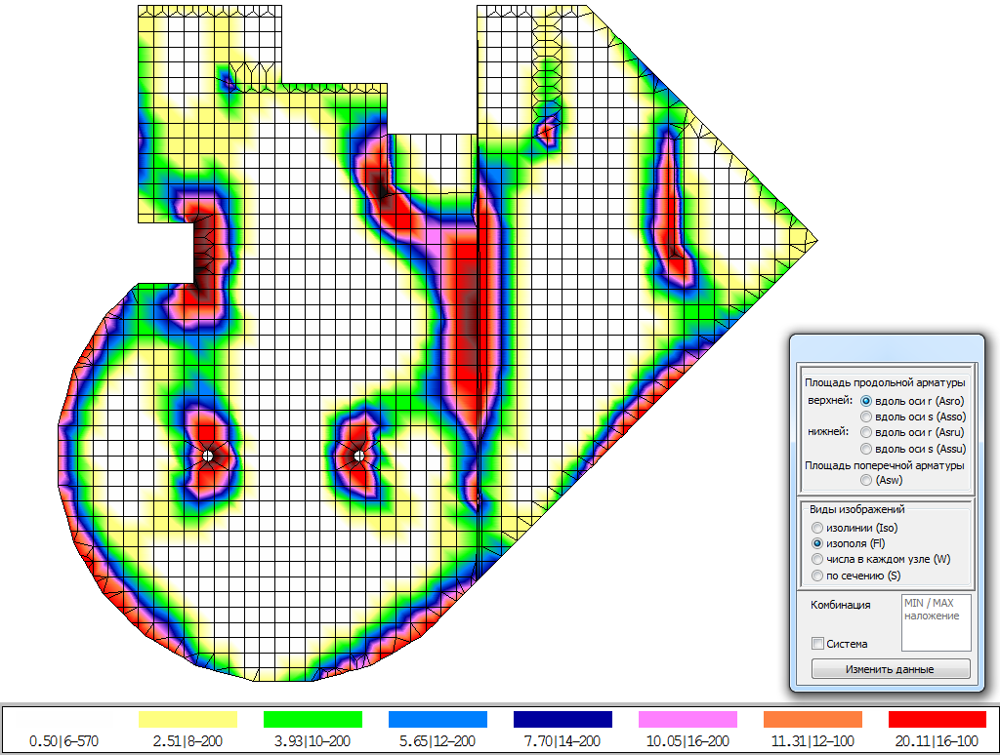 Площадь продольной арматуры
верхней: вдоль оси r (Asro)
вдоль оси s (Asso)
нижней: вдоль оси r (Asru)
вдоль оси s (Assu)
Площадь поперечной арматуры
(Asw)
Виды изображений
изолинии (Iso)
изополя (Fl)
числа в каждом узле (W)
по сечению (S)
Комбинация
MIN / MAX
наложение
Система
Изменить данные
0.50|6-570 2.51|8-200 3.93|10-200 5.65|12-200 7.70|14-200 10.05|16-200 11.31|12-100 20.11|16-100